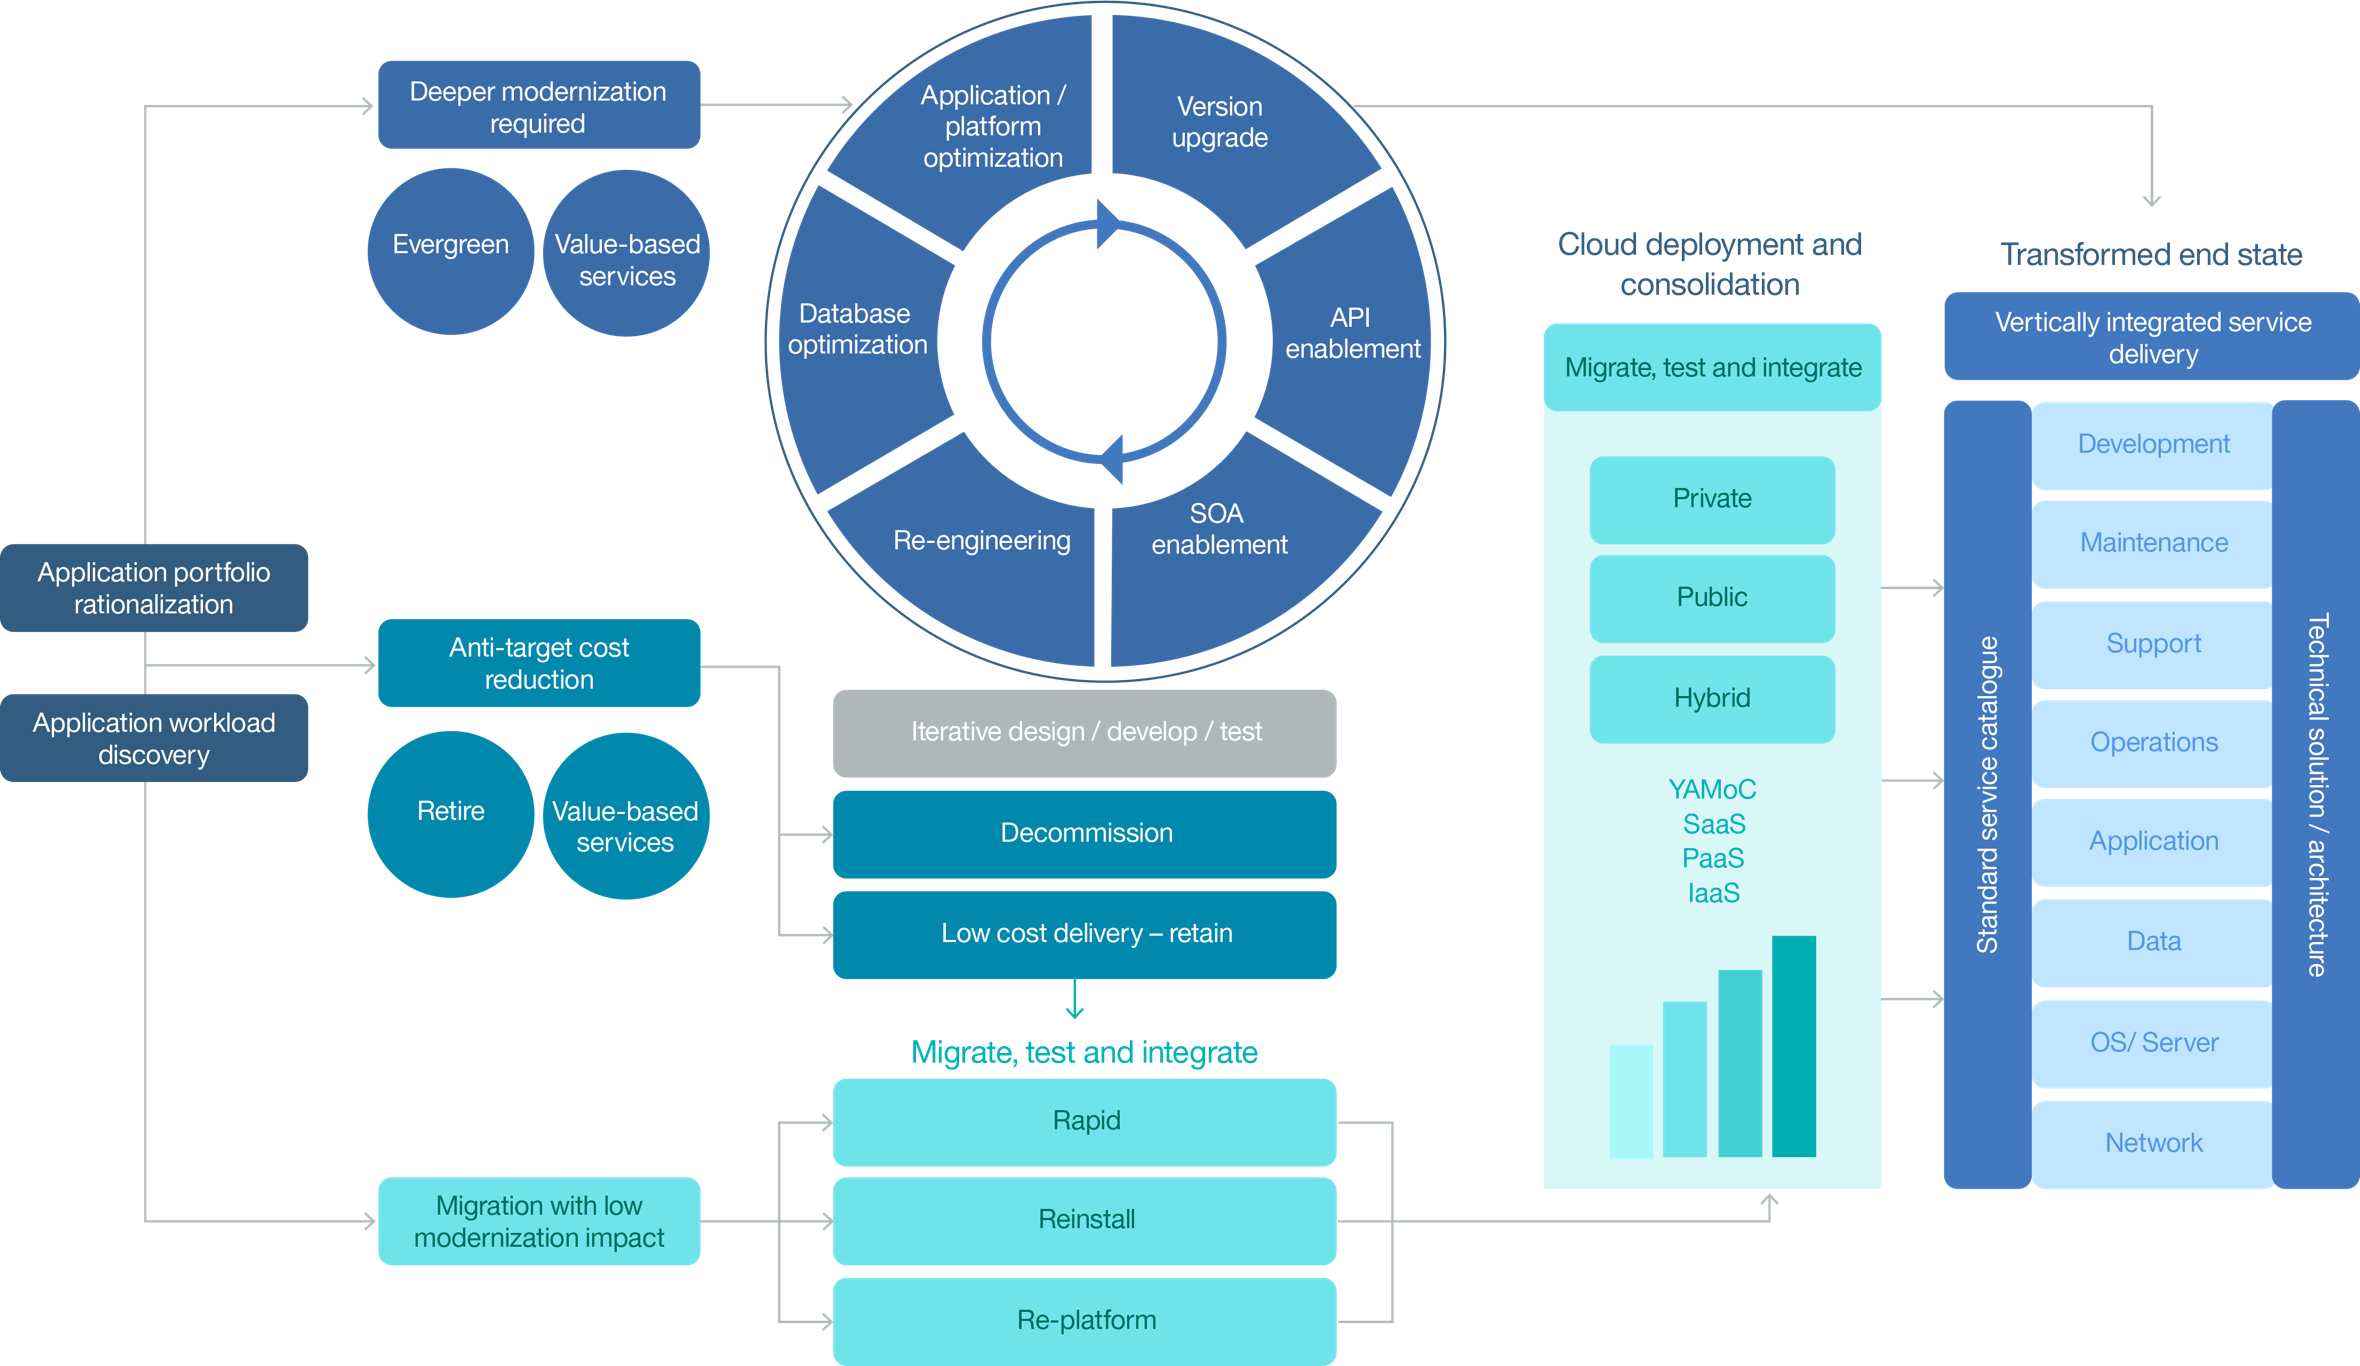 Deeper modernization
required
Evergreen
Value-based
services
Application /
platform
optimization
Version
upgrade
Database
optimization
API
enablement
Re-engineering
SOA
enablement
Application portfolio
rationalization
Application workload
discovery
Anti-target cost
reduction
Retire
Value-based
services
Iterative design / develop / test
Decommission
Low cost delivery – retain
Migrate, test and integrate
Migration with low
modernization impact
Rapid
Reinstall
Re-platform
Cloud deployment and
consolidation
Migrate, test and integrate
Private
Public
Hybrid
YAMoC
SaaS
PaaS
IaaS
Transformed end state
Vertically integrated service
delivery
Standard service catalogue
Development
Maintenance
Support
Operations
Application
Data
OS/ Server
Network
Technical solution / architecture